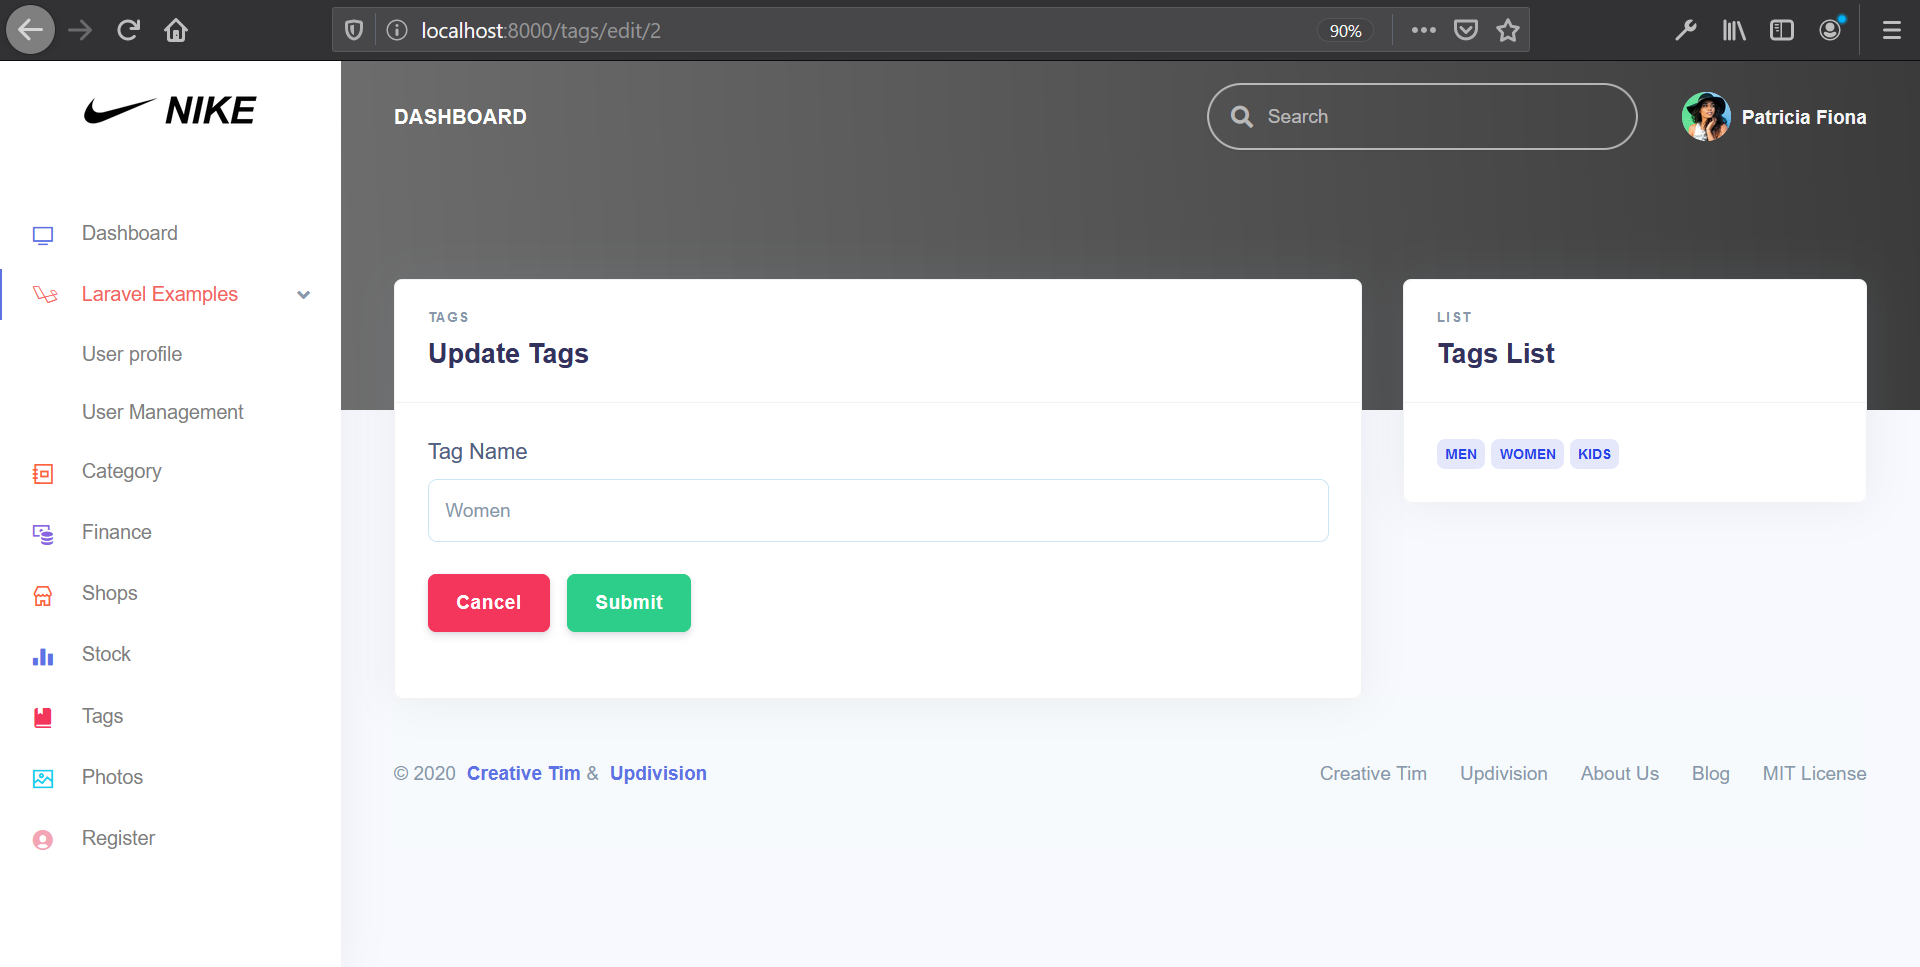 localhost:8000/tags/edit/2
90%
NIKE
DASHBOARD
Search
Patricia Fiona
Dashboard
Laravel Examples
User profile
User Management
Category
Finance
Shops
Stock
Tags
Photos
Register
TAGS
Update Tags
Tag Name
Women
Cancel Submit
LIST
Tags List
MEN WOMEN KIDS
© 2020 Creative Tim & Updivision
Creative Tim Updivision About Us Blog MIT License